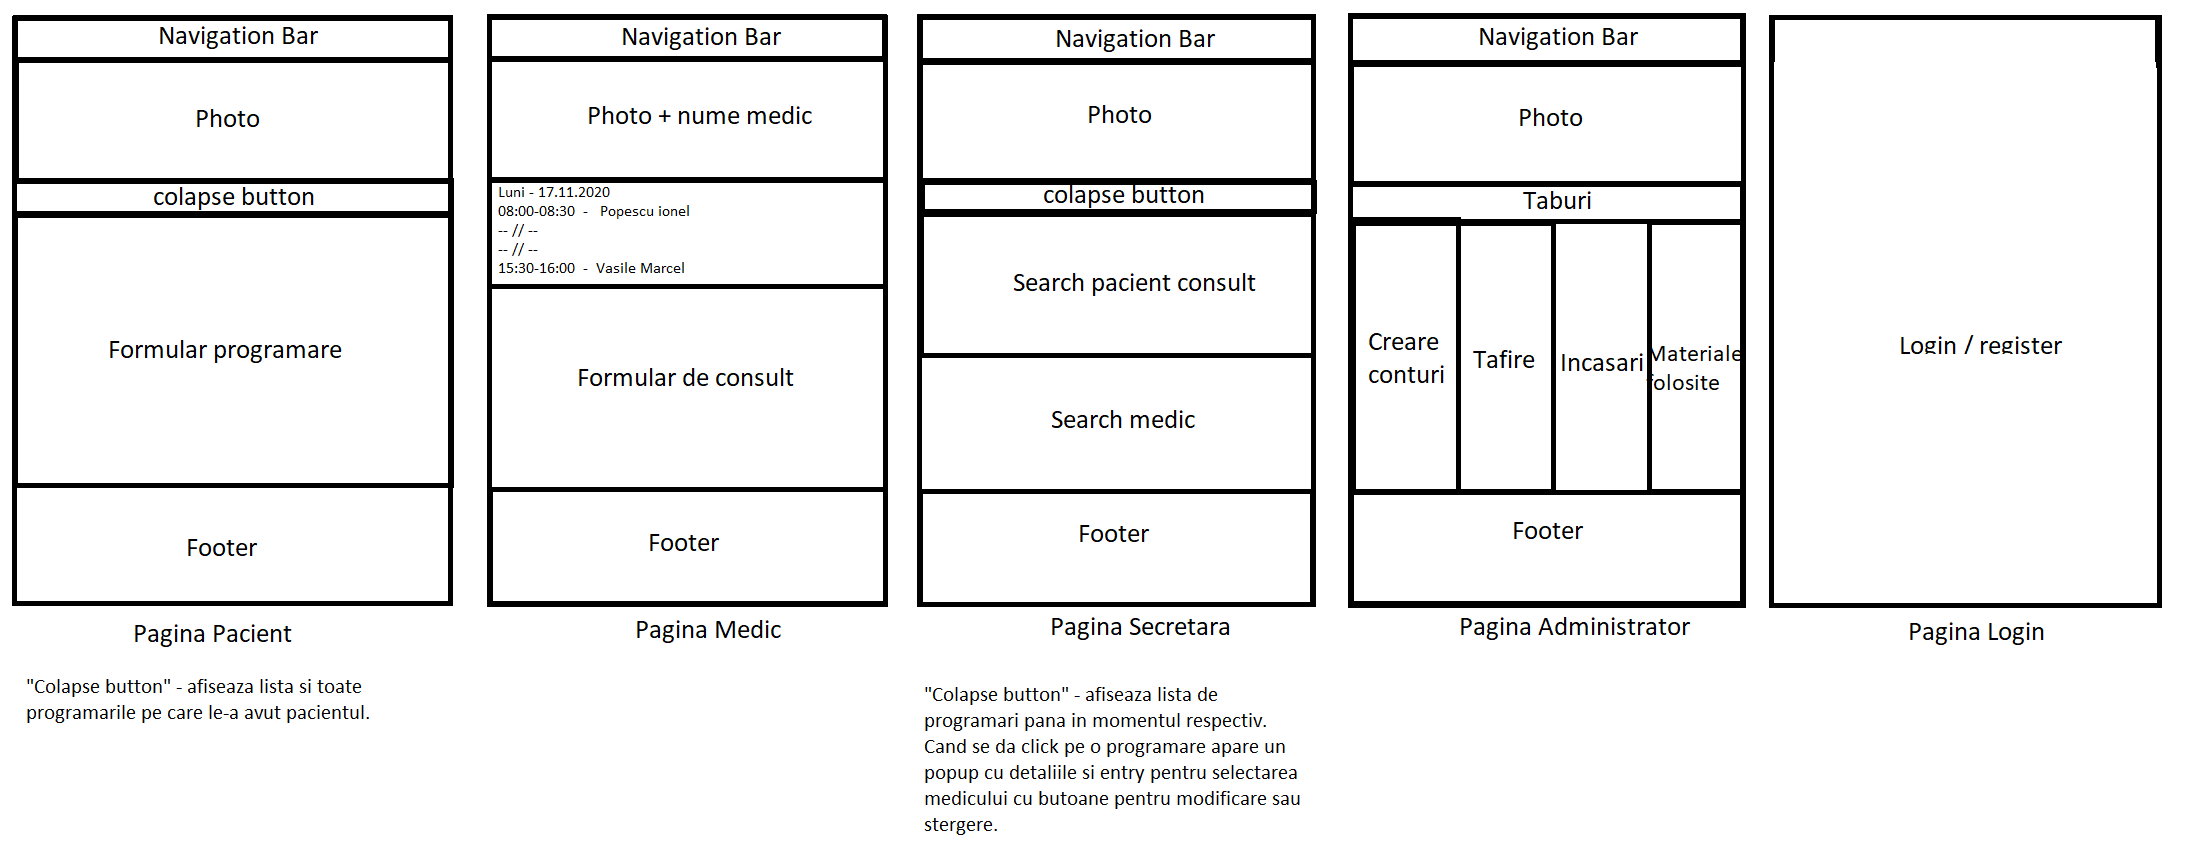 Navigation Bar
Photo
colapse button
Formular programare
Footer
Pagina Pacient
"Colapse button" - afiseaza lista si toate
programarile pe care le-a avut pacientul.
Navigation Bar
Photo + nume medic
Luni - 17.11.2020
08:00-08:30 - Popescu ionel
-- // --
-- // --
15:30-16:00 - Vasile Marcel
Formular de consult
Footer
Pagina Medic
Navigation Bar
Photo
colapse button
Search pacient consult
Search medic
Footer
Pagina Secretara
"Colapse button" - afiseaza lista de
programari pana in momentul respectiv.
Cand se da click pe o programare apare un
popup cu detaliile si entry pentru selectarea
medicului cu butoane pentru modificare sau
stergere.
Navigation Bar
Photo
Taburi
Creare
conturi
Tafire
Incasari
Materiale
folosite
Footer
Pagina Administrator
Login / register
Pagina Login